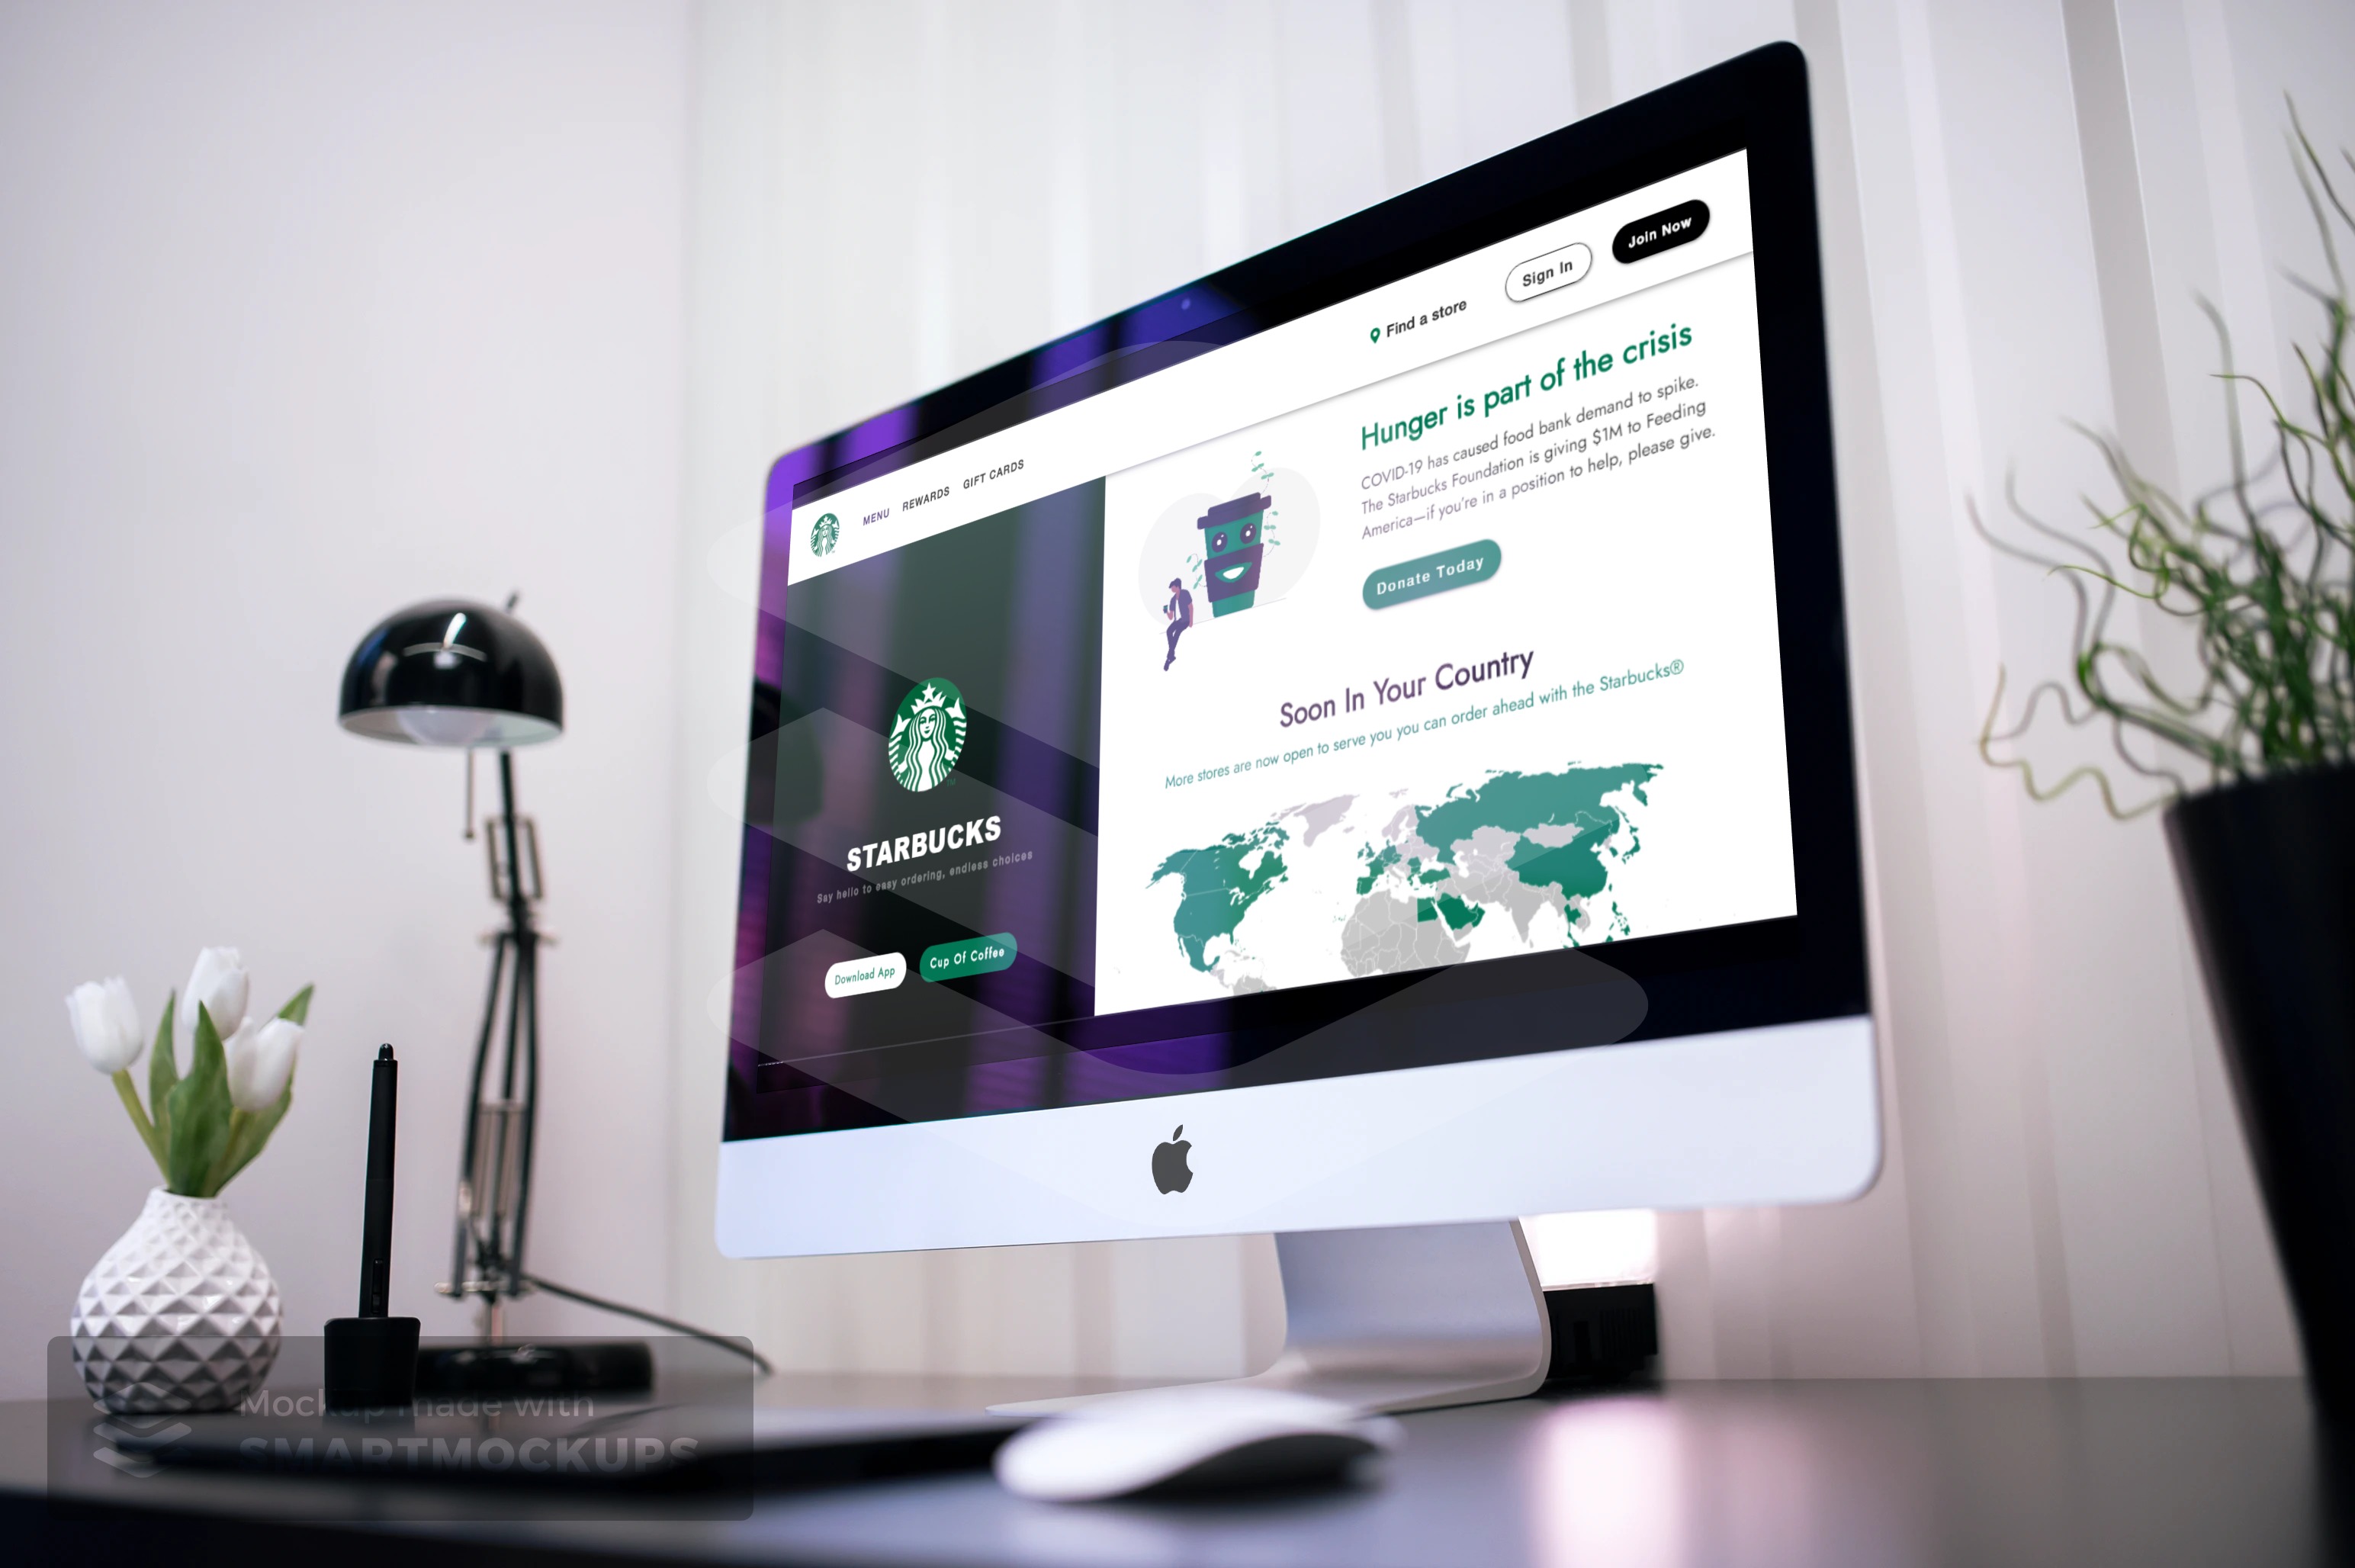 MENU REWARDS GIFT CARDS
Find a store
Sign In
Join Now
STARBUCKS
Say hello to easy ordering, endless choices
Download App
Cup Of Coffee
Hunger is part of the crisis
COVID-19 has caused food bank demand to spike.
The Starbucks Foundation is giving $1M to Feeding
America—if you're in a position to help, please give.
Donate Today
Soon In Your Country
More stores are now open to serve you you can order ahead with the Starbucks®
Mockup made with
SMARTMOCKUPS